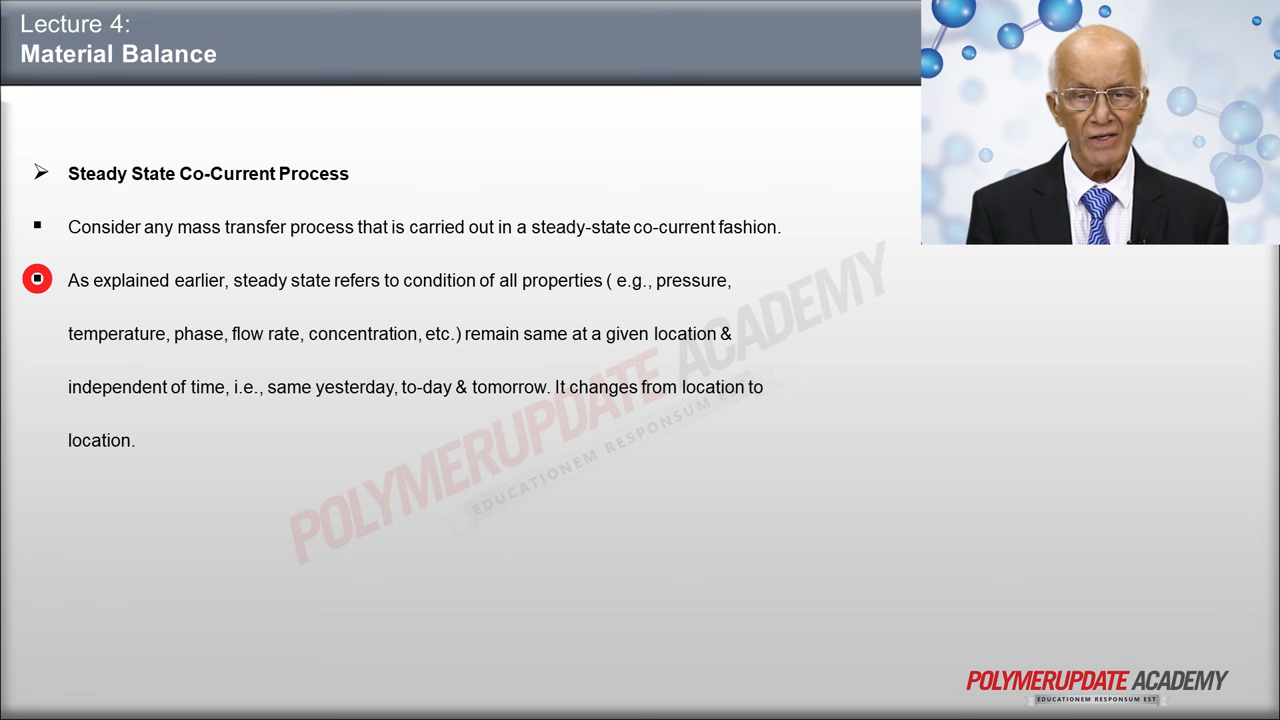 Lecture 4:
Material Balance
Steady State Co-Current Process
Consider any mass transfer process that is carried out in a steady-state co-current fashion.
As explained earlier, steady state refers to condition of all properties ( e.g., pressure,
temperature, phase, flow rate, concentration, etc.) remain same at a given location &
independent of time, i.e., same yesterday, to-day & tomorrow. It changes from location to
location.
POLYMERUPDATE ACADEMY
EDUCATIONEM RESPONSUM EST
POLYMERUPDATE ACADEMY
EDUCATIONEM RESPONSUM EST